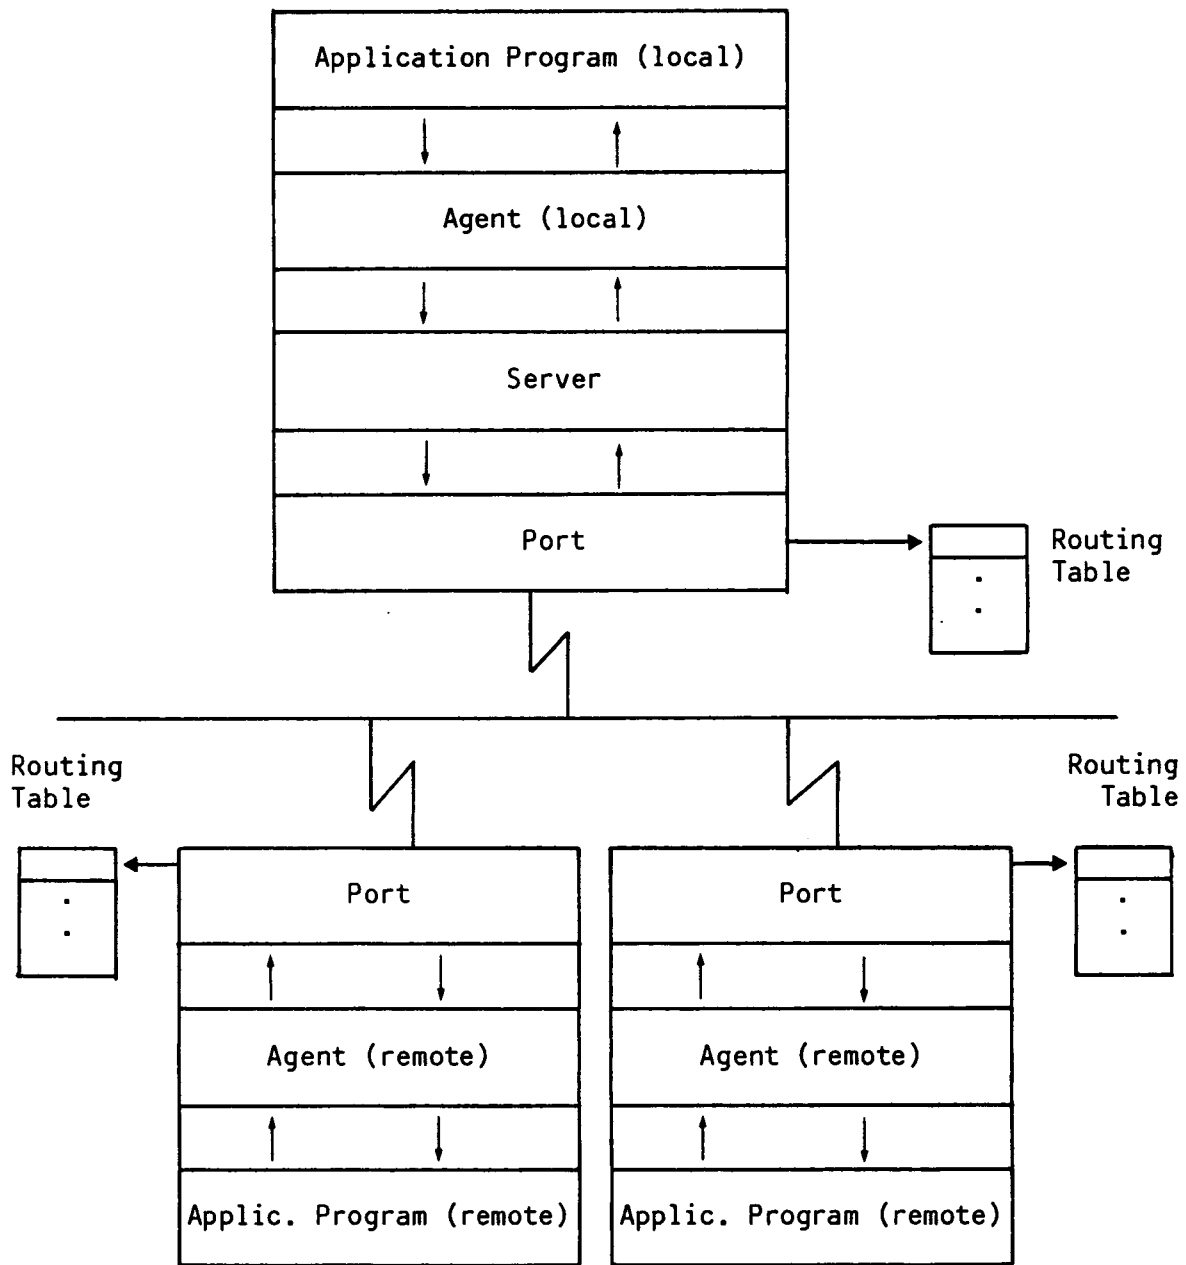 Application Program (local)
Agent (local)
Server
Port
Routing
Table
Routing
Table
Routing
Table
Port
Port
Agent (remote)
Agent (remote)
Applic. Program (remote)
Applic. Program (remote)